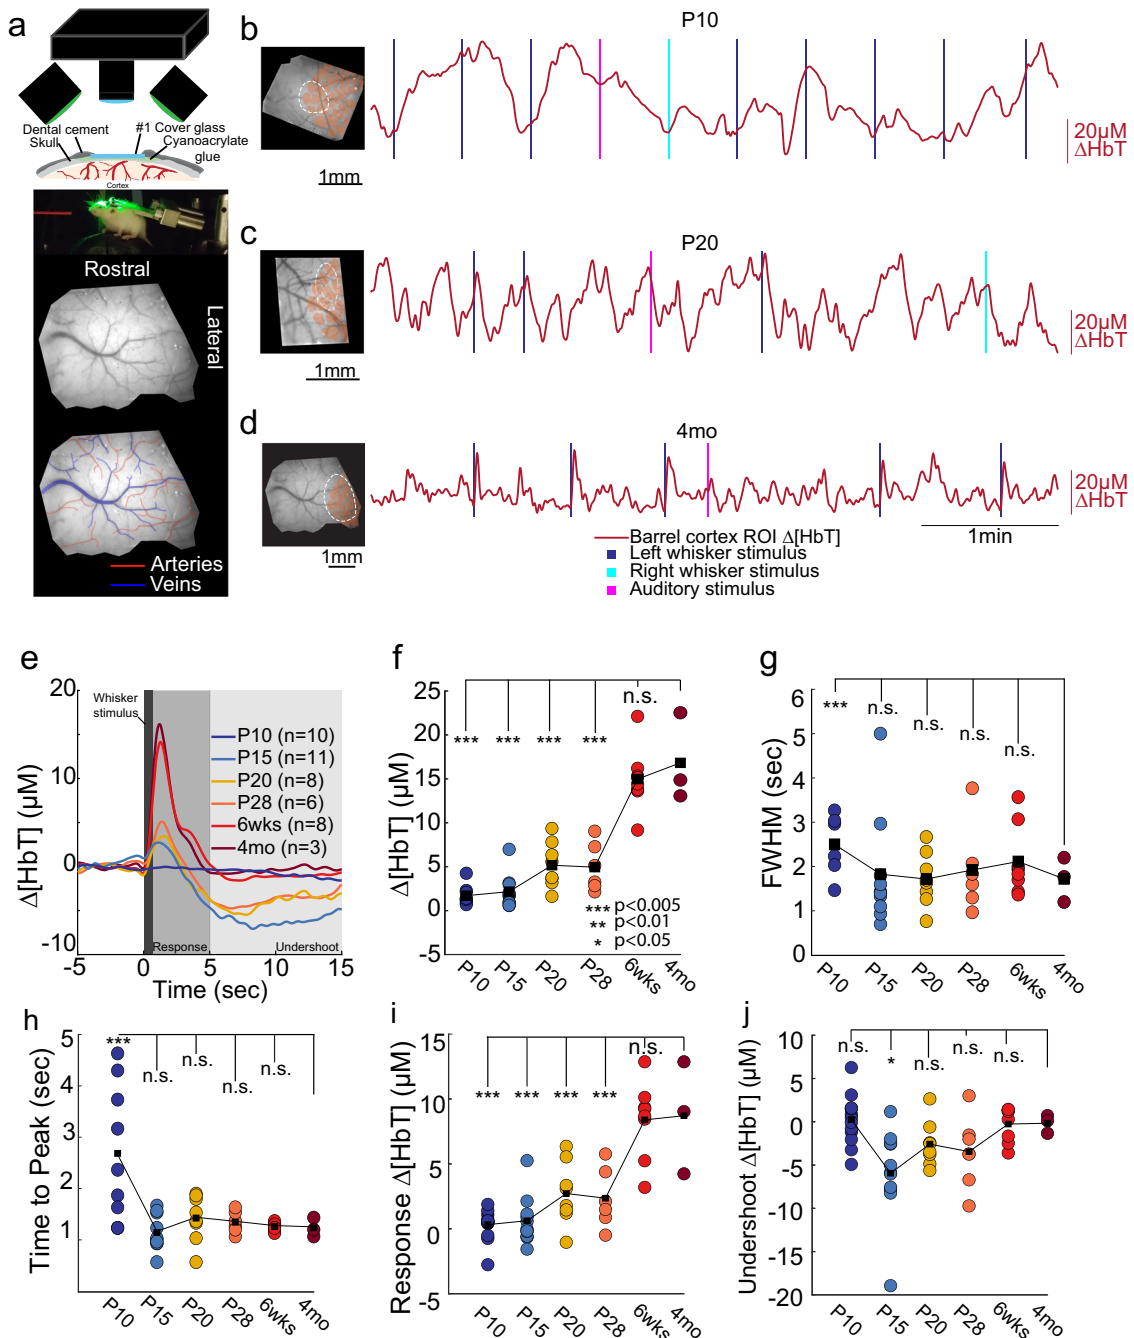 a
Dental cement
Skull
#1 Cover glass
Cyanoacrylate
glue
Cortex
Rostral
Lateral
Arteries
Veins
b
P10
1mm
20µM
ΔHbT
c
P20
1mm
20µM
ΔHbT
d
4mo
1mm
20µM
ΔHbT
1min
Barrel cortex ROI Δ[HbT]
Left whisker stimulus
Right whisker stimulus
Auditory stimulus
e
Δ[HbT] (µM)
20
10
0
-10
Whisker
stimulus
P10 (n=10)
P15 (n=11)
P20 (n=8)
P28 (n=6)
6wks (n=8)
4mo (n=3)
Response
Undershoot
-5 0 5 10 15
Time (sec)
f
Δ[HbT] (µM)
25
20
15
10
5
0
-5
*** *** *** *** n.s.
*** p<0.005
** p<0.01
* p<0.05
P10 P15 P20 P28 6wks 4mo
g
FWHM (sec)
6
5
4
3
2
1
0
*** n.s. n.s. n.s. n.s.
P10 P15 P20 P28 6wks 4mo
h
Time to Peak (sec)
5
4
3
2
1
*** n.s. n.s. n.s. n.s.
P10 P15 P20 P28 6wks 4mo
i
Response Δ[HbT] (µM)
15
10
5
0
-5
*** *** *** *** n.s.
P10 P15 P20 P28 6wks 4mo
j
Undershoot Δ[HbT] (µM)
10
5
0
-5
-10
-15
-20
n.s. * n.s. n.s. n.s.
P10 P15 P20 P28 6wks 4mo